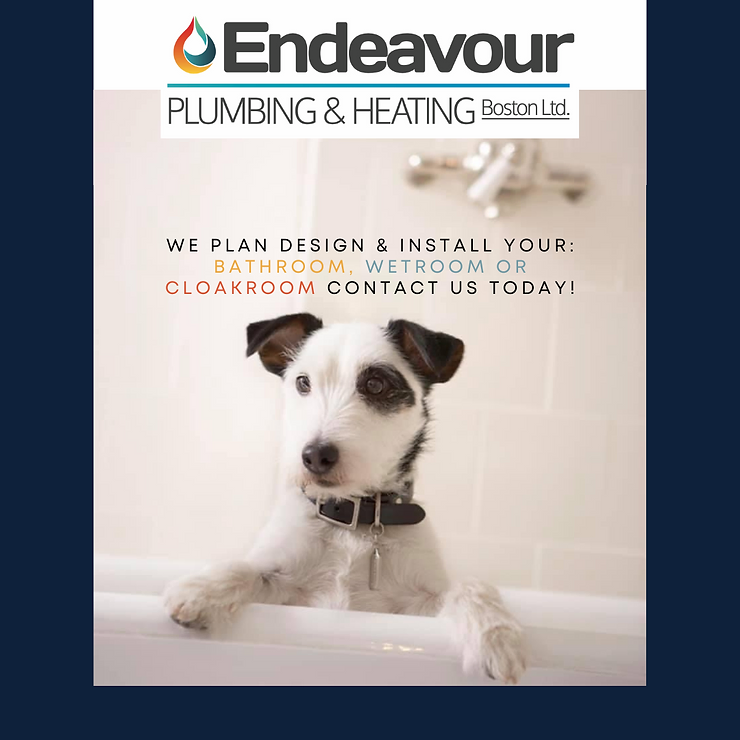 Endeavour
PLUMBING & HEATING Boston Ltd.
WE PLAN DESIGN & INSTALL YOUR:
BATHROOM, WETROOM OR
CLOAKROOM CONTACT US TODAY!